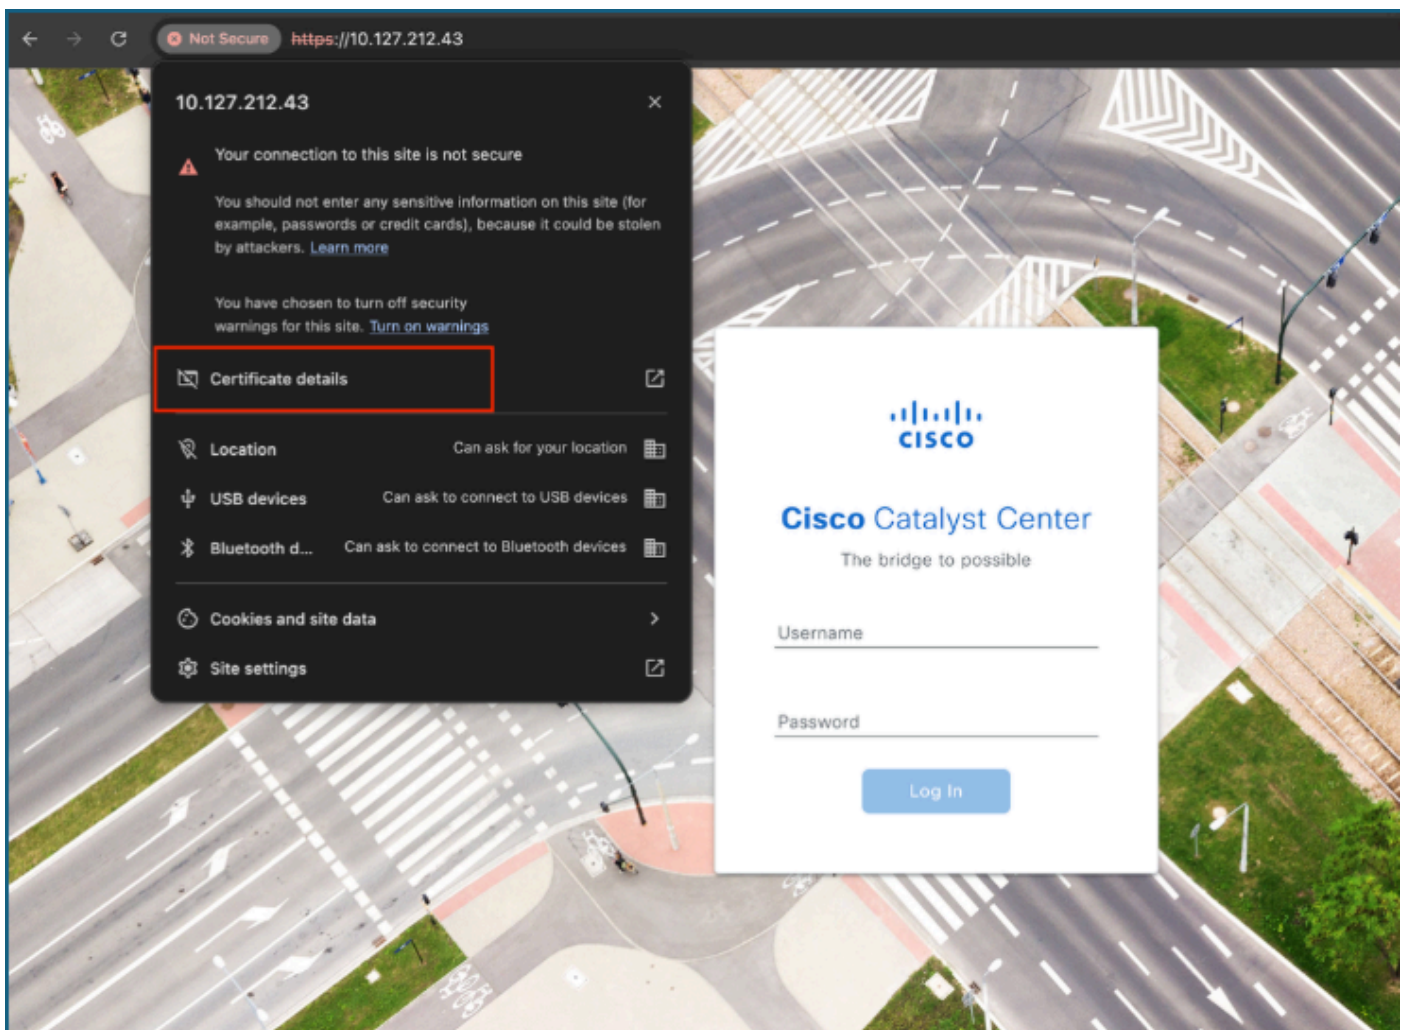 Not Secure https://10.127.212.43
10.127.212.43
Your connection to this site is not secure
You should not enter any sensitive information on this site (for
example, passwords or credit cards), because it could be stolen
by attackers. Learn more
You have chosen to turn off security
warnings for this site. Turn on warnings
Certificate details
Location Can ask for your location
USB devices Can ask to connect to USB devices
Bluetooth d... Can ask to connect to Bluetooth devices
Cookies and site data
Site settings
CISCO
Cisco Catalyst Center
The bridge to possible
Username
Password
Log In